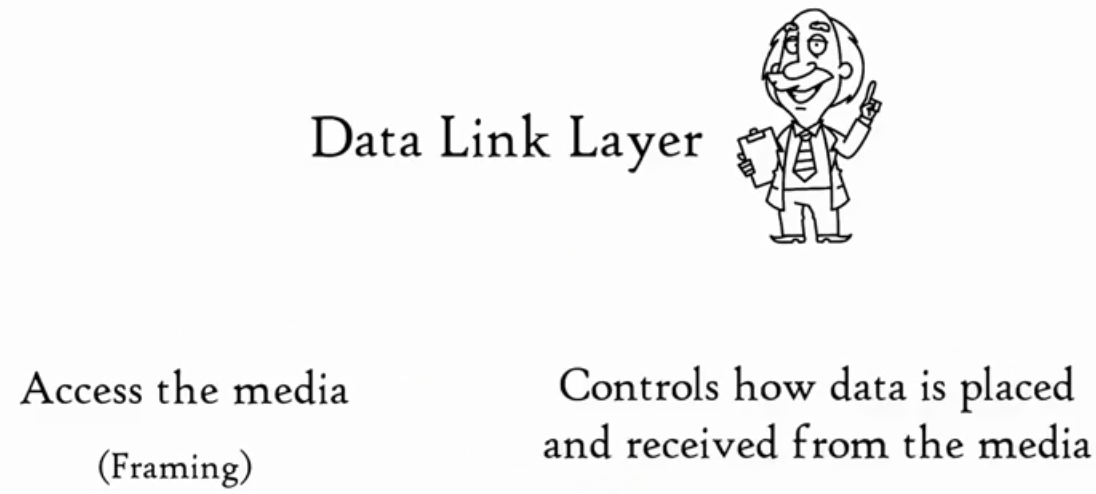 Data Link Layer
Access the media
(Framing)
Controls how data is placed
and received from the media